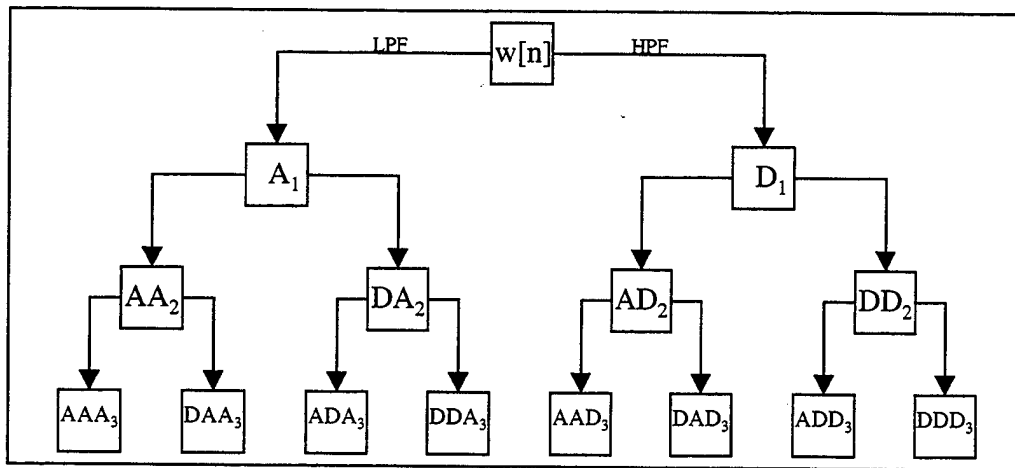 LPF w[n] HPF
A₁ D₁
AA₂ DA₂ AD₂ DD₂
AAA₃ DAA₃ ADA₃ DDA₃ AAD₃ DAD₃ ADD₃ DDD₃